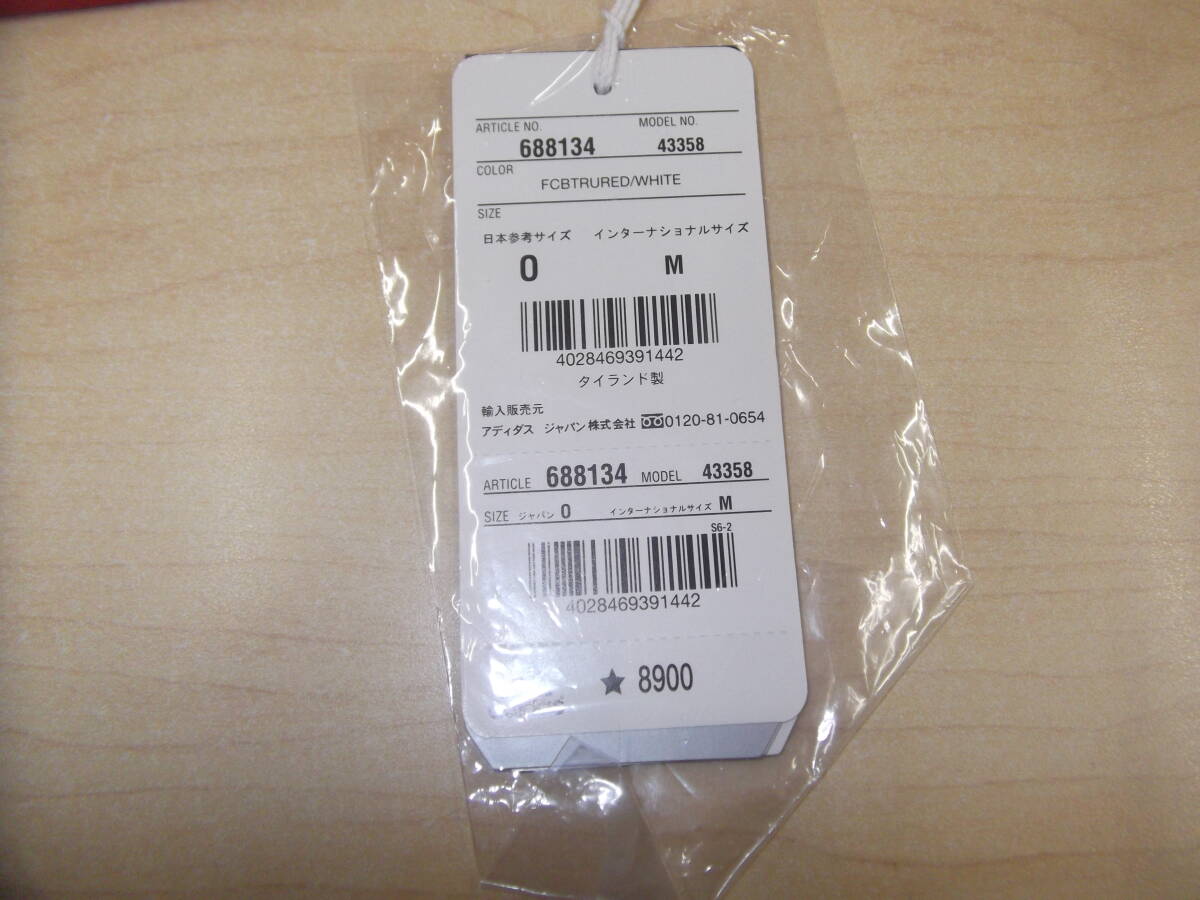 ARTICLE NO. MODEL NO.
688134 43358
COLOR
FCBTRURED/WHITE
SIZE
日本参考サイズ インターナショナルサイズ
O M
4028469391442
タイランド製
輸入販売元
アディダス ジャパン株式会社 0120-81-0654
ARTICLE 688134 MODEL 43358
SIZE ジャパン O インターナショナルサイズ M
S6-2
4028469391442
★ 8900